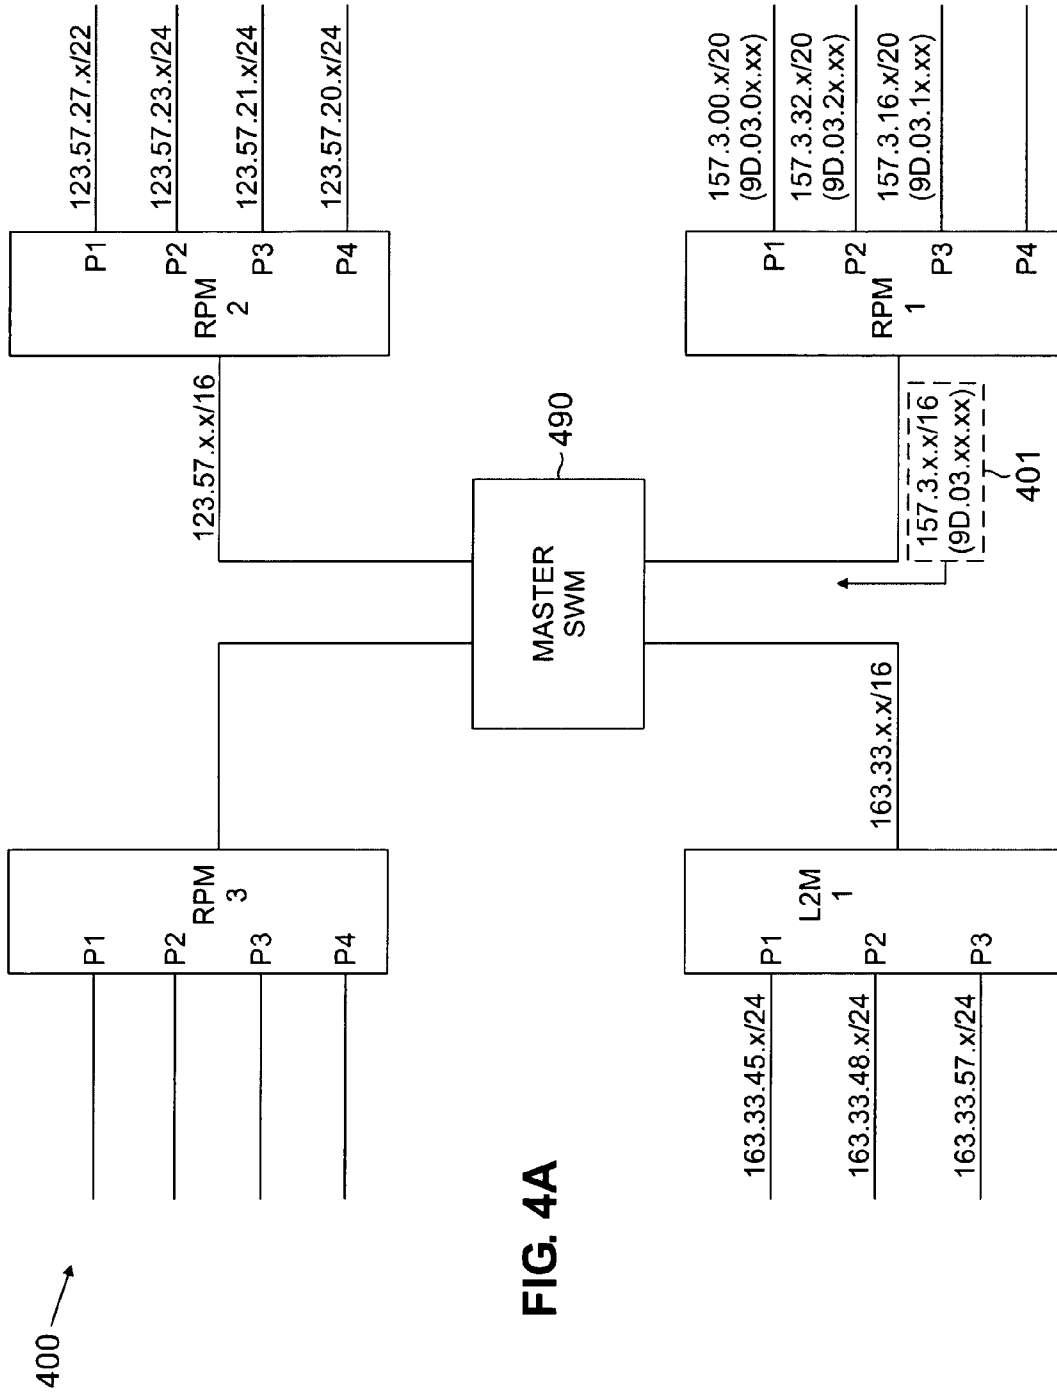 400
RPM
3
P1
P2
P3
P4
L2M
1
P1
P2
P3
163.33.45.x/24
163.33.48.x/24
163.33.57.x/24
163.33.x.x/16
MASTER
SWM
490
123.57.x.x/16
RPM
2
P1
P2
P3
P4
123.57.27.x/22
123.57.23.x/24
123.57.21.x/24
123.57.20.x/24
157.3.x.x/16
(9D.03.xx.xx)
401
RPM
1
P1
P2
P3
P4
157.3.00.x/20
(9D.03.0x.xx)
157.3.32.x/20
(9D.03.2x.xx)
157.3.16.x/20
(9D.03.1x.xx)
FIG. 4A